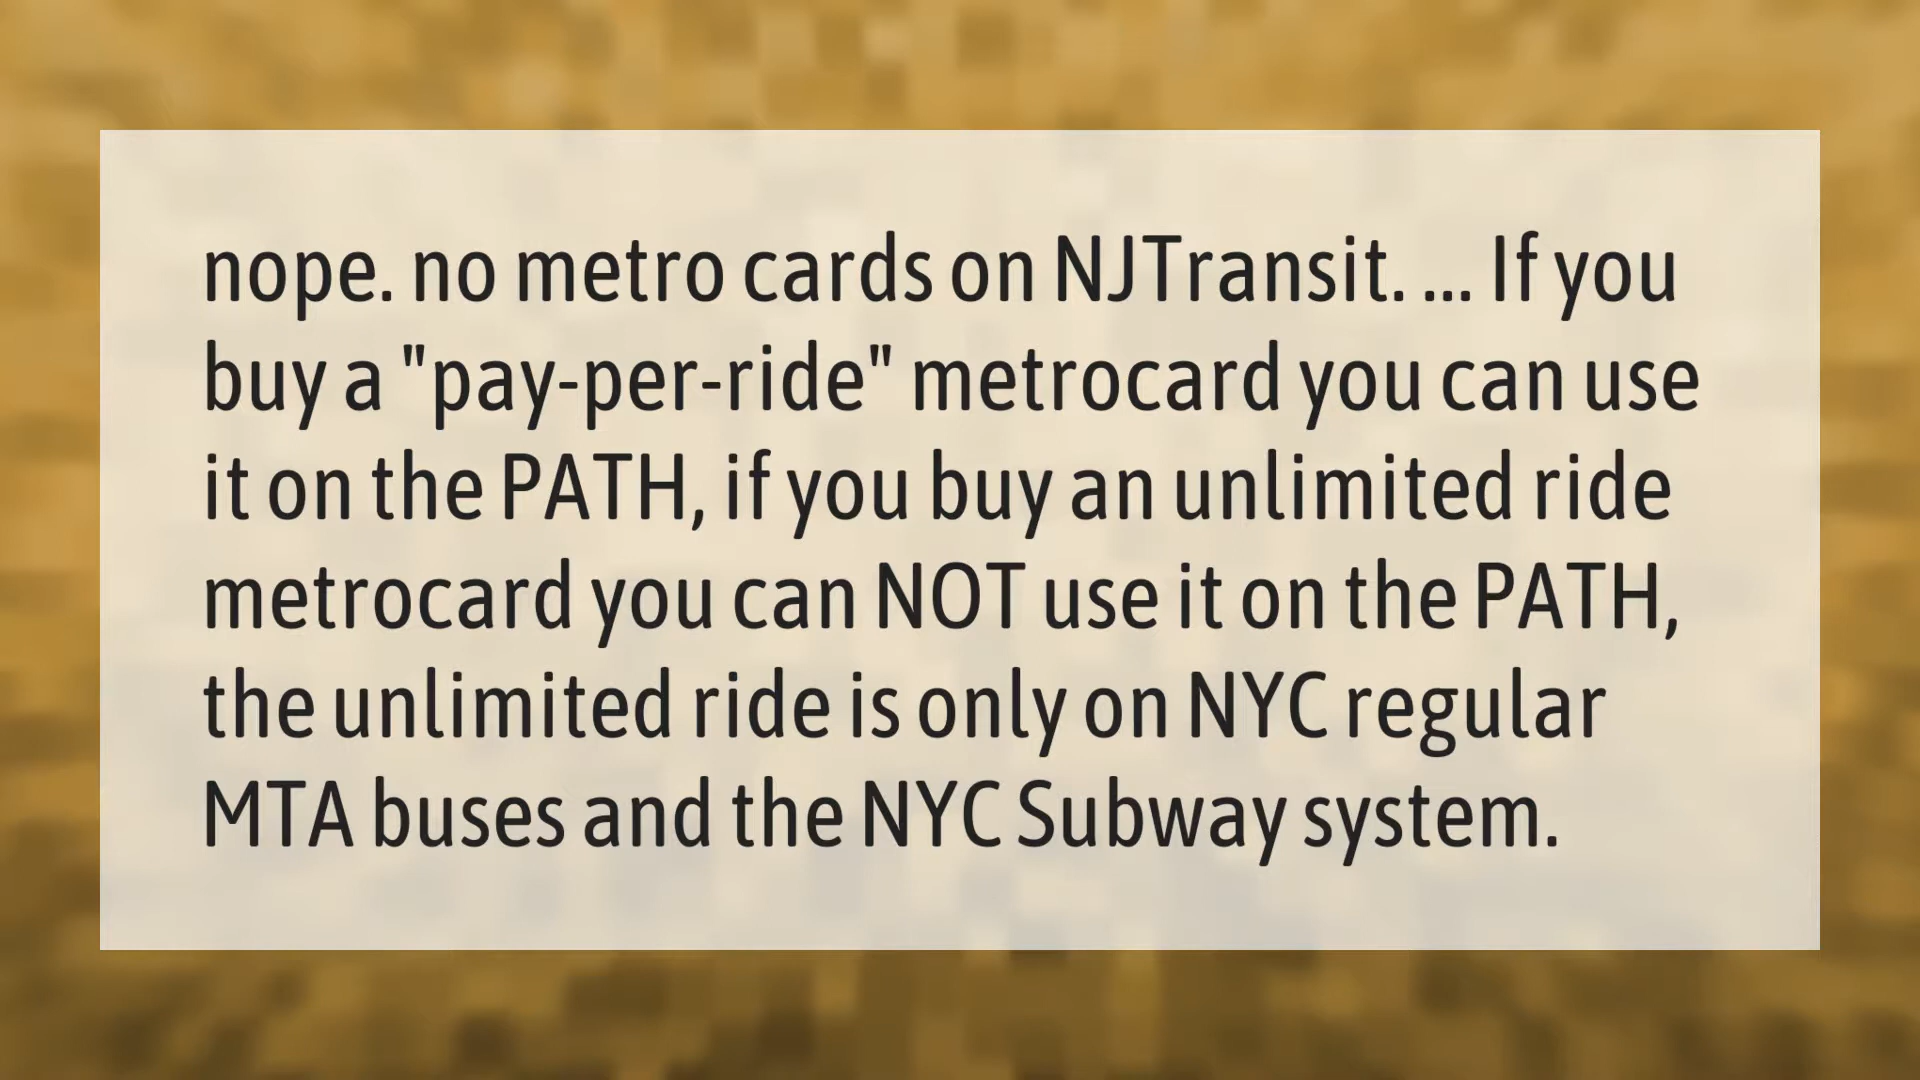 nope. no metro cards on NJTransit. ... If you
buy a "pay-per-ride" metrocard you can use
it on the PATH, if you buy an unlimited ride
metrocard you can NOT use it on the PATH,
the unlimited ride is only on NYC regular
MTA buses and the NYC Subway system.